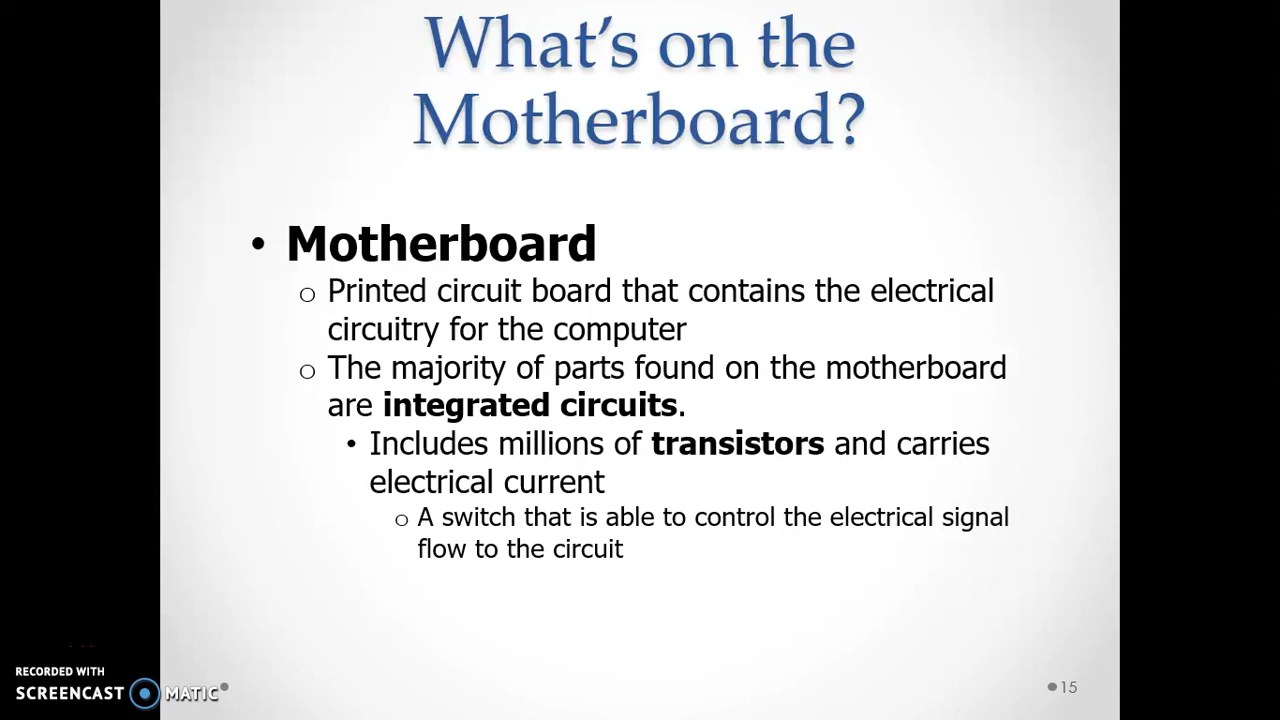 What's on the
Motherboard?
• Motherboard
o Printed circuit board that contains the electrical
circuitry for the computer
o The majority of parts found on the motherboard
are integrated circuits.
• Includes millions of transistors and carries
electrical current
o A switch that is able to control the electrical signal
flow to the circuit
RECORDED WITH
SCREENCAST MATIC
15